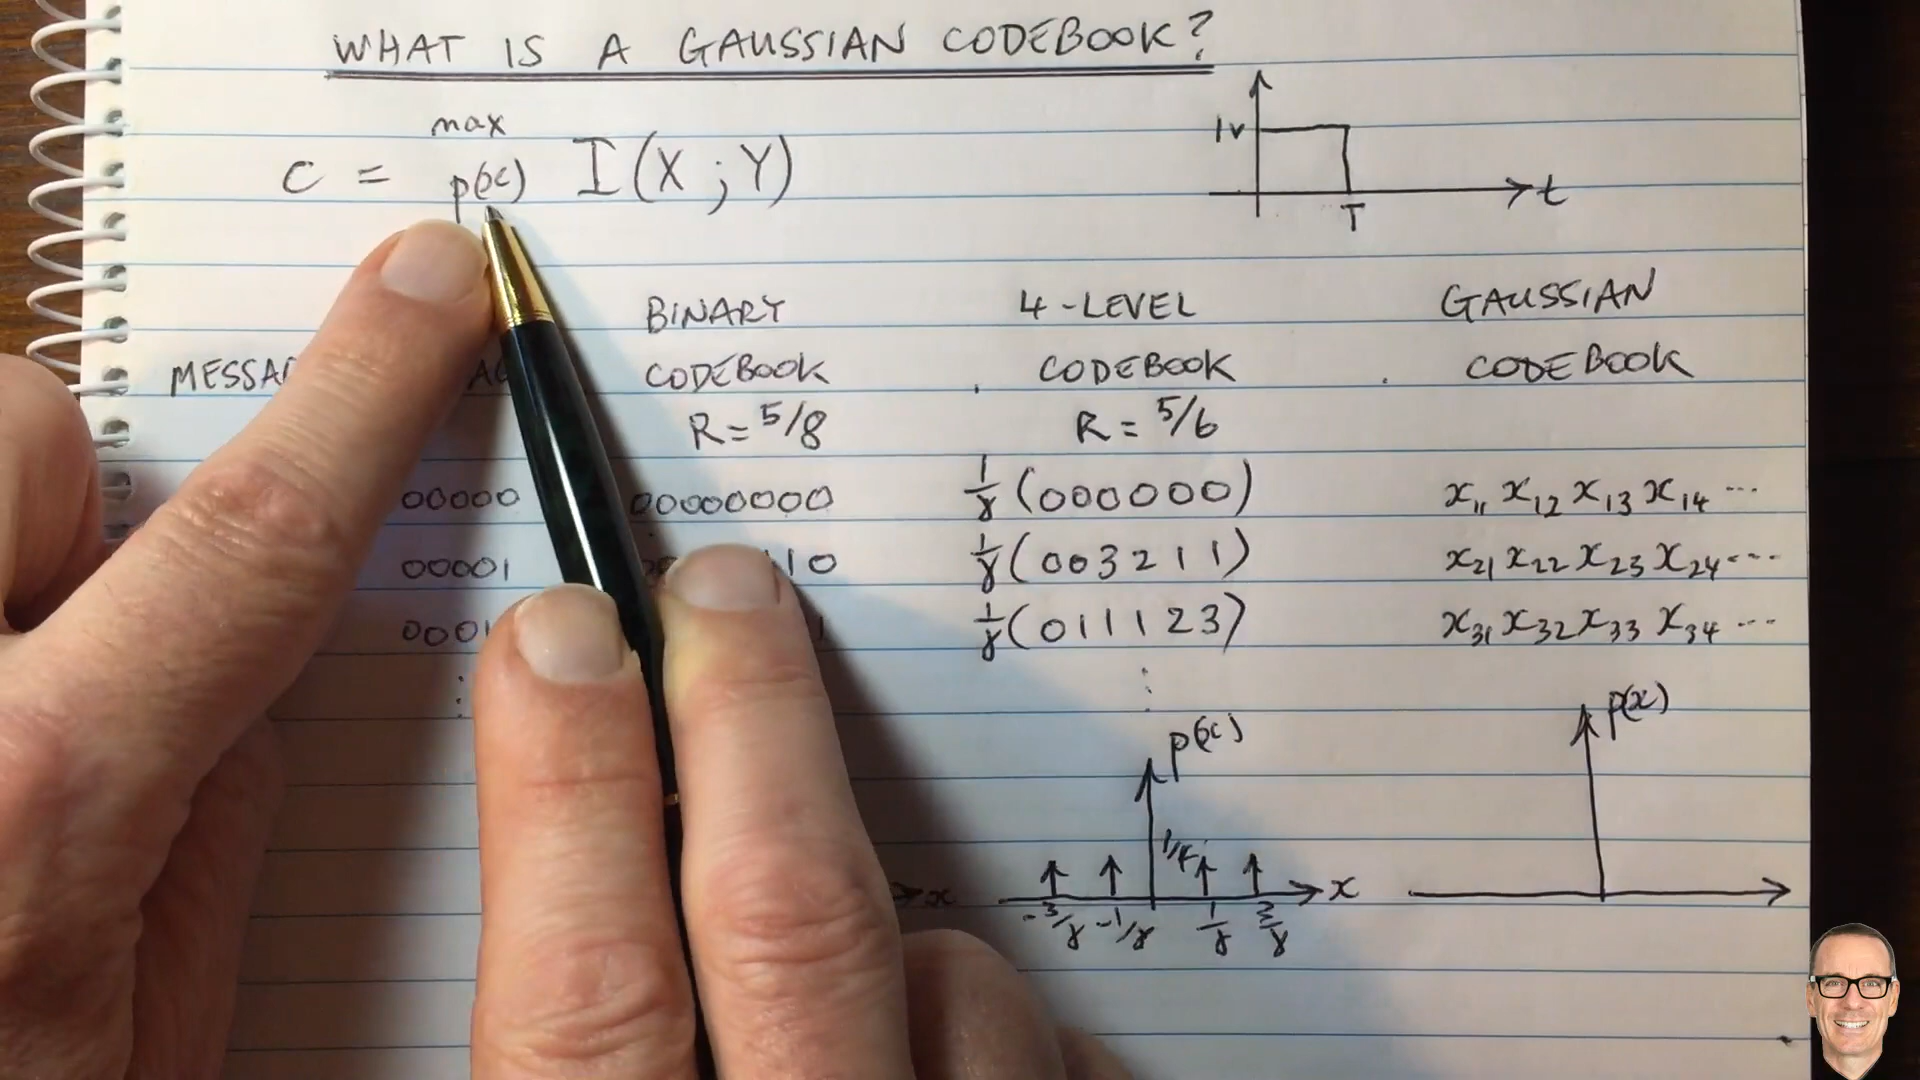 WHAT IS A GAUSSIAN CODEBOOK?
max
C = p(x) I(X;Y)
1v
t
T
BINARY 4-LEVEL GAUSSIAN
CODEBOOK CODEBOOK CODEBOOK
R = 5/8 R = 5/6
00000 00000000 1/γ (000000) x11 x12 x13 x14 ...
00001 1/γ (003211) x21 x22 x23 x24 ...
1/γ (011123) x31 x32 x33 x34 ...
p(x) p(x)
1/4
x x
-3/γ -1/γ 1/γ 3/γ